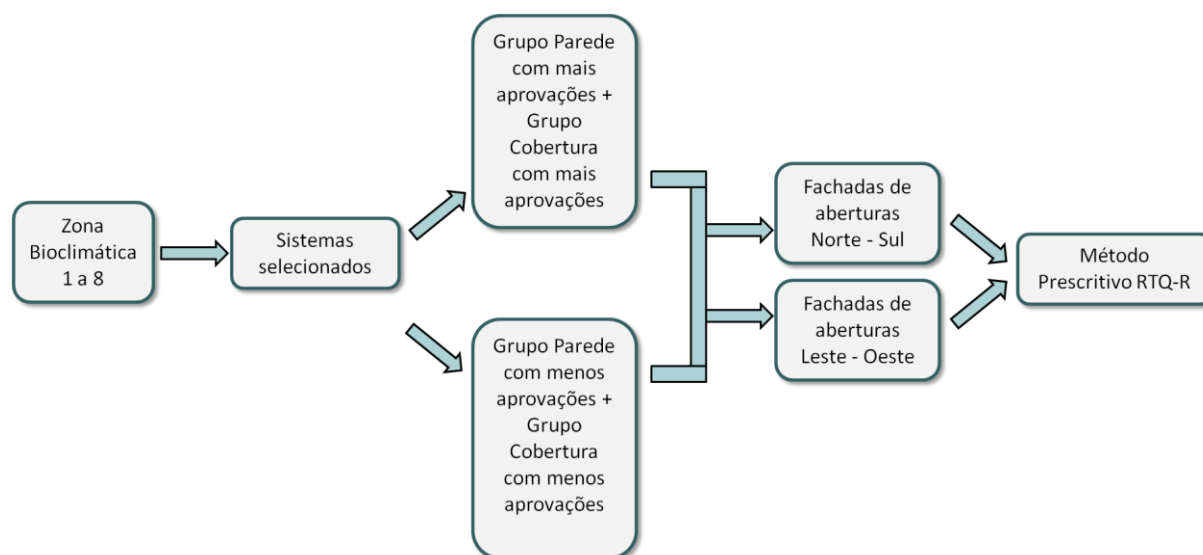 Zona
Bioclimática
1 a 8
Sistemas
selecionados
Grupo Parede
com mais
aprovações +
Grupo
Cobertura
com mais
aprovações
Grupo Parede
com menos
aprovações +
Grupo
Cobertura
com menos
aprovações
Fachadas de
aberturas
Norte - Sul
Fachadas de
aberturas
Leste - Oeste
Método
Prescritivo RTQ-R